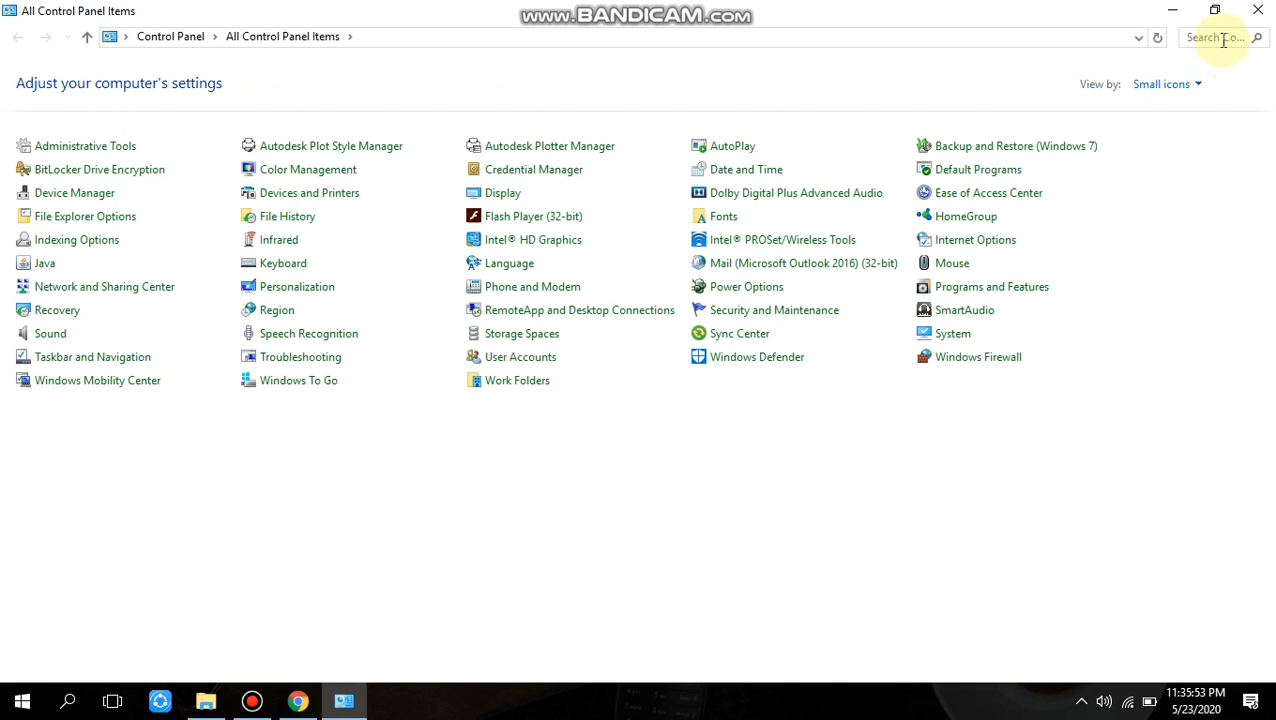 All Control Panel Items
www.BANDICAM.com
Control Panel > All Control Panel Items >
Search Co...
Adjust your computer's settings
View by: Small icons
Administrative Tools
Autodesk Plot Style Manager
Autodesk Plotter Manager
AutoPlay
Backup and Restore (Windows 7)
BitLocker Drive Encryption
Color Management
Credential Manager
Date and Time
Default Programs
Device Manager
Devices and Printers
Display
Dolby Digital Plus Advanced Audio
Ease of Access Center
File Explorer Options
File History
Flash Player (32-bit)
Fonts
HomeGroup
Indexing Options
Infrared
Intel® HD Graphics
Intel® PROSet/Wireless Tools
Internet Options
Java
Keyboard
Language
Mail (Microsoft Outlook 2016) (32-bit)
Mouse
Network and Sharing Center
Personalization
Phone and Modem
Power Options
Programs and Features
Recovery
Region
RemoteApp and Desktop Connections
Security and Maintenance
SmartAudio
Sound
Speech Recognition
Storage Spaces
Sync Center
System
Taskbar and Navigation
Troubleshooting
User Accounts
Windows Defender
Windows Firewall
Windows Mobility Center
Windows To Go
Work Folders
11:35:53 PM
5/23/2020